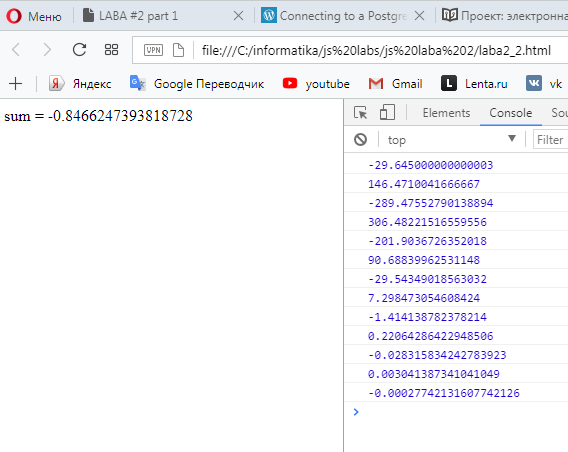 Меню LABA #2 part 1 Connecting to a Postgre Проект: электронна
VPN file:///C:/informatika/js%20labs/js%20laba%202/laba2_2.html
Яндекс Google Переводчик youtube Gmail L Lenta.ru vk
sum = -0.8466247393818728
Elements Console Sou
top Filter
-29.645000000000003
146.4710041666667
-289.47552790138894
306.48221516559556
-201.9036726352018
90.68839962531148
-29.54349018563032
7.298473054608424
-1.414138782378214
0.22064286422948506
-0.028315834242783923
0.003041387341041049
-0.00027742131607742126